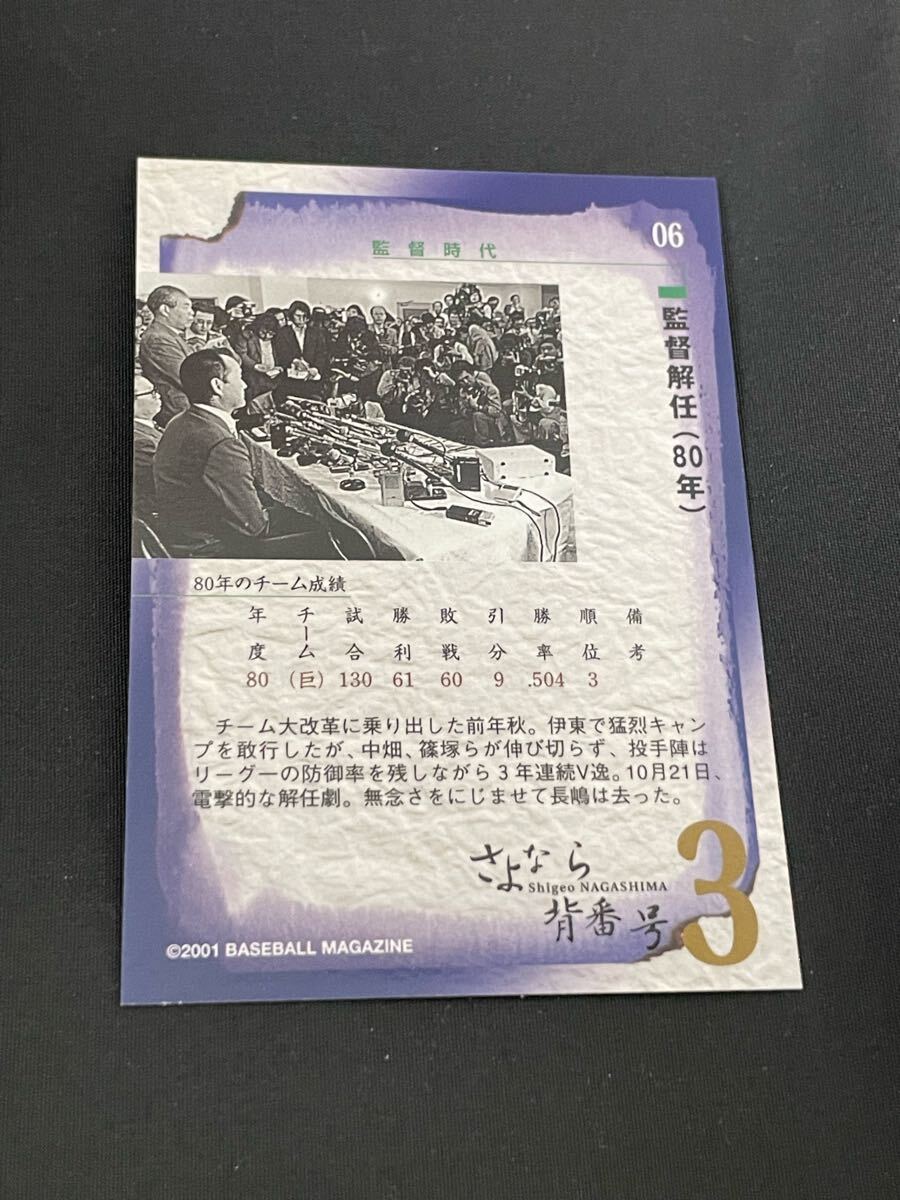 06
監督時代
監督解任(80年)
80年のチーム成績
年度 チーム 試合 勝利 敗戦 引分 勝率 順位 備考
80 (巨) 130 61 60 9 .504 3
チーム大改革に乗り出した前年秋。伊東で猛烈キャン
プを敢行したが、中畑、篠塚らが伸び切らず、投手陣は
リーグ一の防御率を残しながら3年連続V逸。10月21日、
電撃的な解任劇。無念さをにじませて長嶋は去った。
さよなら
Shigeo NAGASHIMA
背番号
3
©2001 BASEBALL MAGAZINE